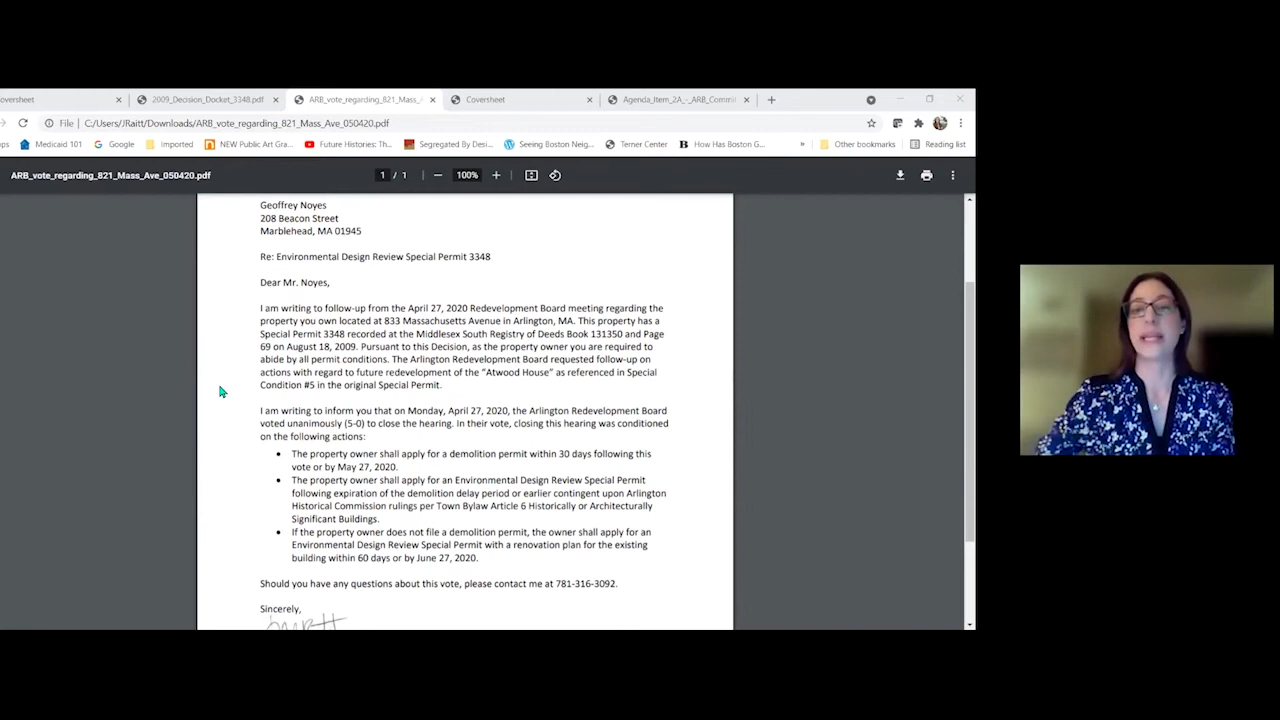 oversheet
2009_Decision_Docket_3348.pdf
ARB_vote_regarding_821_Mass_
Coversheet
Agenda_Item_2A_-_ARB_Commi
File | C:/Users/JRaitt/Downloads/ARB_vote_regarding_821_Mass_Ave_050420.pdf
ps Medicaid 101 Google Imported NEW Public Art Gra... Future Histories: Th... Segregated By Desi... Seeing Boston Neig... Terner Center B How Has Boston G... » Other bookmarks Reading list
ARB_vote_regarding_821_Mass_Ave_050420.pdf 1 / 1 100%
Geoffrey Noyes
208 Beacon Street
Marblehead, MA 01945
Re: Environmental Design Review Special Permit 3348
Dear Mr. Noyes,
I am writing to follow-up from the April 27, 2020 Redevelopment Board meeting regarding the
property you own located at 833 Massachusetts Avenue in Arlington, MA. This property has a
Special Permit 3348 recorded at the Middlesex South Registry of Deeds Book 131350 and Page
69 on August 18, 2009. Pursuant to this Decision, as the property owner you are required to
abide by all permit conditions. The Arlington Redevelopment Board requested follow-up on
actions with regard to future redevelopment of the “Atwood House” as referenced in Special
Condition #5 in the original Special Permit.
I am writing to inform you that on Monday, April 27, 2020, the Arlington Redevelopment Board
voted unanimously (5-0) to close the hearing. In their vote, closing this hearing was conditioned
on the following actions:
• The property owner shall apply for a demolition permit within 30 days following this
vote or by May 27, 2020.
• The property owner shall apply for an Environmental Design Review Special Permit
following expiration of the demolition delay period or earlier contingent upon Arlington
Historical Commission rulings per Town Bylaw Article 6 Historically or Architecturally
Significant Buildings.
• If the property owner does not file a demolition permit, the owner shall apply for an
Environmental Design Review Special Permit with a renovation plan for the existing
building within 60 days or by June 27, 2020.
Should you have any questions about this vote, please contact me at 781-316-3092.
Sincerely,